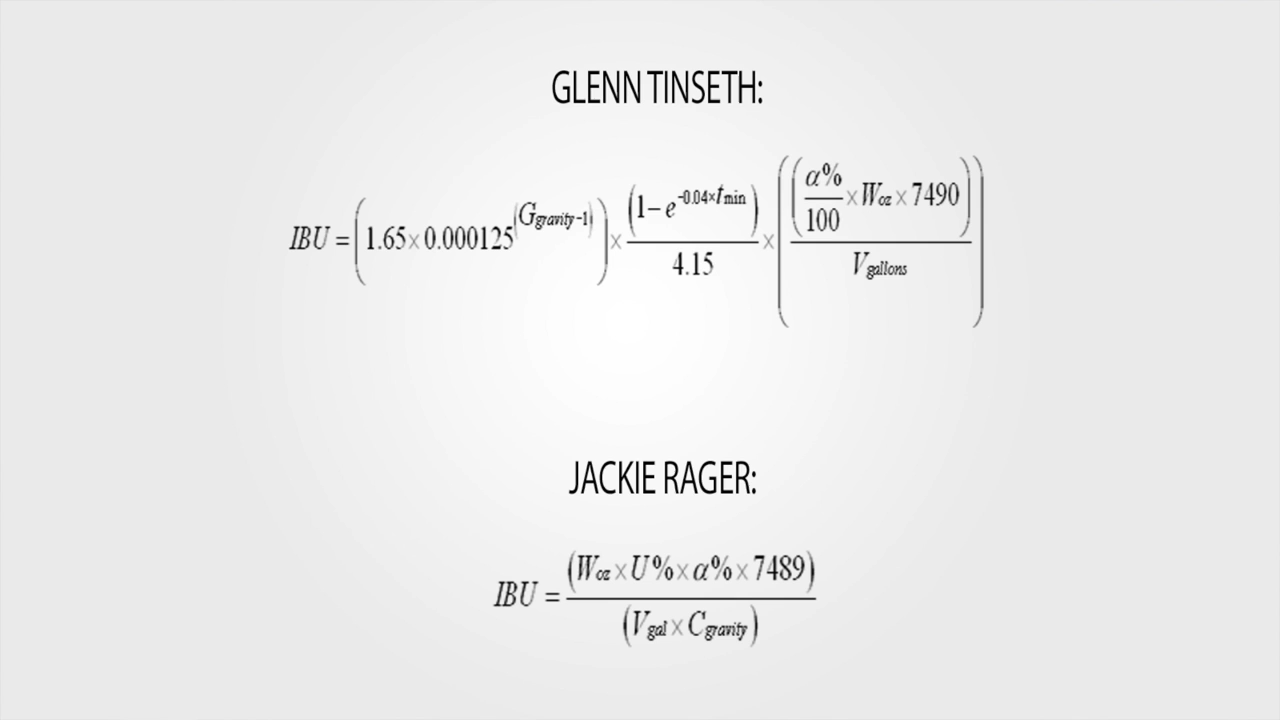 GLENN TINSETH:
IBU = (1.65×0.000125^(G_gravity-1)) × (1-e^(-0.04×t_min))/4.15 × (((α%/100 × W_oz × 7490))/V_gallons)
JACKIE RAGER:
IBU = (W_oz × U% × α% × 7489)/(V_gal × C_gravity)